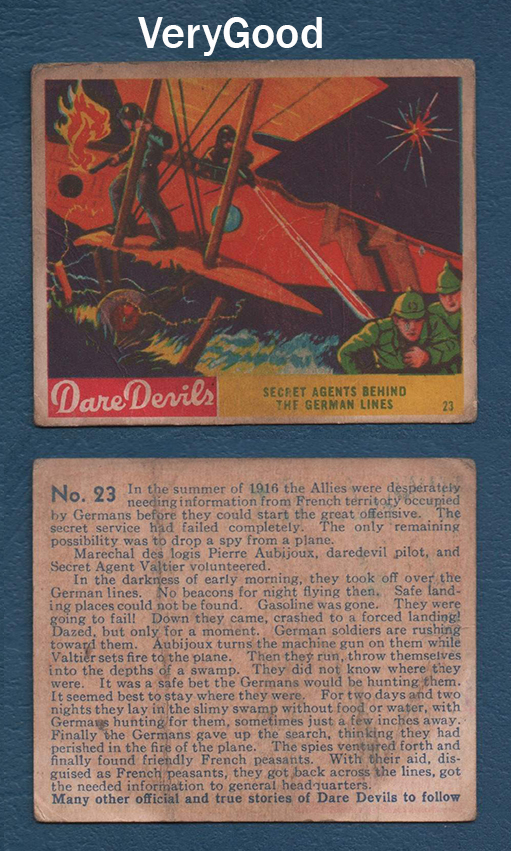 VeryGood
Dare Devils
SECRET AGENTS BEHIND
THE GERMAN LINES
23
No. 23 In the summer of 1916 the Allies were desperately
needing information from French territory occupied
by Germans before they could start the great offensive. The
secret service had failed completely. The only remaining
possibility was to drop a spy from a plane.
Marechal des logis Pierre Aubijoux, daredevil pilot, and
Secret Agent Valtier volunteered.
In the darkness of early morning, they took off over the
German lines. No beacons for night flying then. Safe land-
ing places could not be found. Gasoline was gone. They were
going to fail! Down they came, crashed to a forced landing!
Dazed, but only for a moment. German soldiers are rushing
toward them. Aubijoux turns the machine gun on them while
Valtier sets fire to the plane. Then they run, throw themselves
into the depths of a swamp. They did not know where they
were. It was a safe bet the Germans would be hunting them.
It seemed best to stay where they were. For two days and two
nights they lay in the slimy swamp without food or water, with
Germans hunting for them, sometimes just a few inches away.
Finally the Germans gave up the search, thinking they had
perished in the fire of the plane. The spies ventured forth and
finally found friendly French peasants. With their aid, dis-
guised as French peasants, they got back across the lines, got
the needed information to general headquarters.
Many other official and true stories of Dare Devils to follow